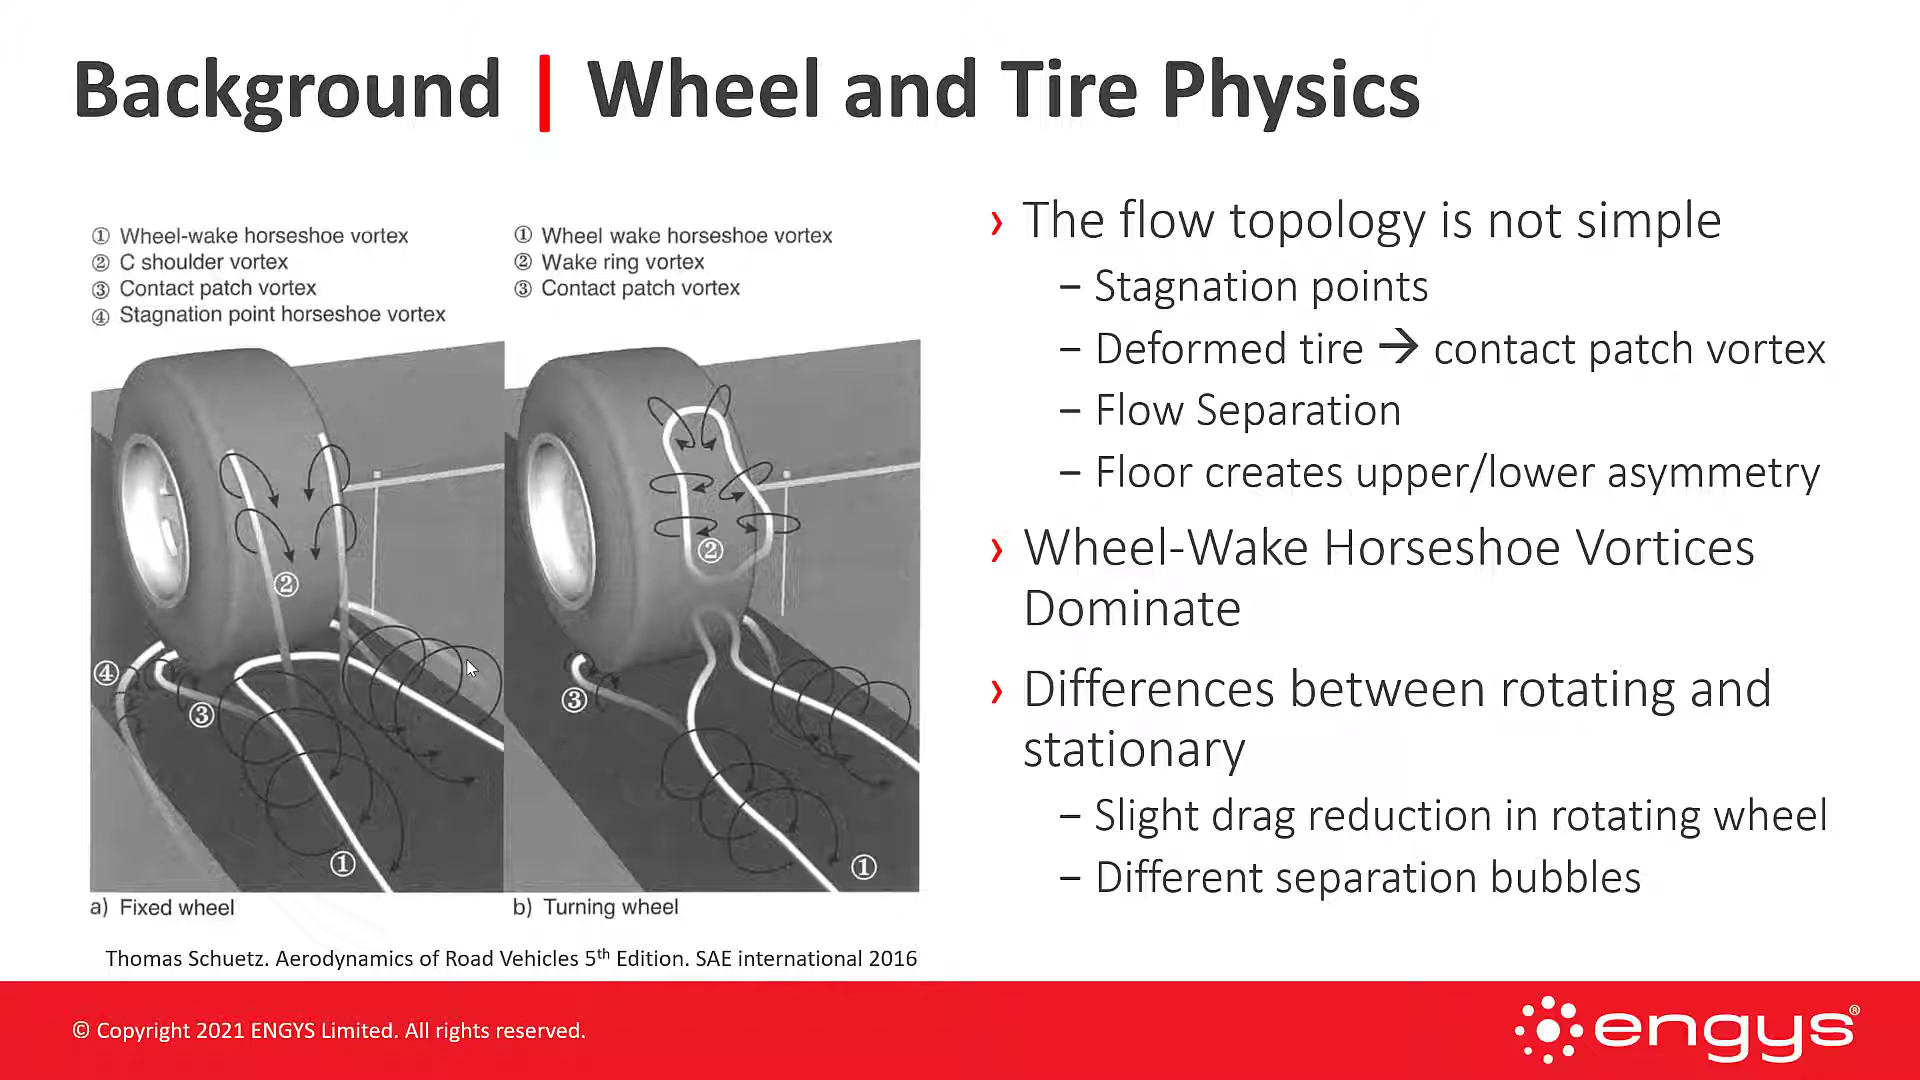 Background | Wheel and Tire Physics
① Wheel-wake horseshoe vortex
② C shoulder vortex
③ Contact patch vortex
④ Stagnation point horseshoe vortex
① Wheel wake horseshoe vortex
② Wake ring vortex
③ Contact patch vortex
②
④
③
①
②
③
①
a) Fixed wheel
b) Turning wheel
Thomas Schuetz. Aerodynamics of Road Vehicles 5th Edition. SAE international 2016
› The flow topology is not simple
– Stagnation points
– Deformed tire → contact patch vortex
– Flow Separation
– Floor creates upper/lower asymmetry
› Wheel-Wake Horseshoe Vortices
Dominate
› Differences between rotating and
stationary
– Slight drag reduction in rotating wheel
– Different separation bubbles
© Copyright 2021 ENGYS Limited. All rights reserved.
engys®